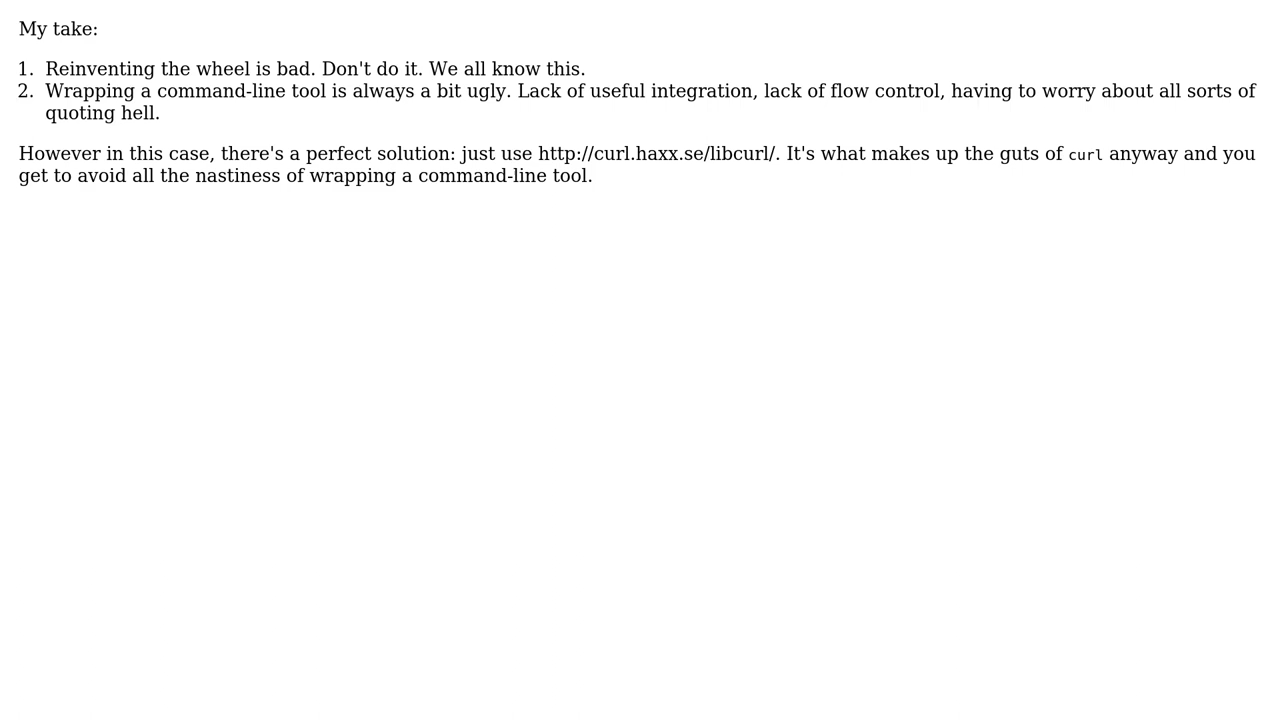 My take:
1. Reinventing the wheel is bad. Don't do it. We all know this.
2. Wrapping a command-line tool is always a bit ugly. Lack of useful integration, lack of flow control, having to worry about all sorts of
quoting hell.
However in this case, there's a perfect solution: just use http://curl.haxx.se/libcurl/. It's what makes up the guts of curl anyway and you
get to avoid all the nastiness of wrapping a command-line tool.